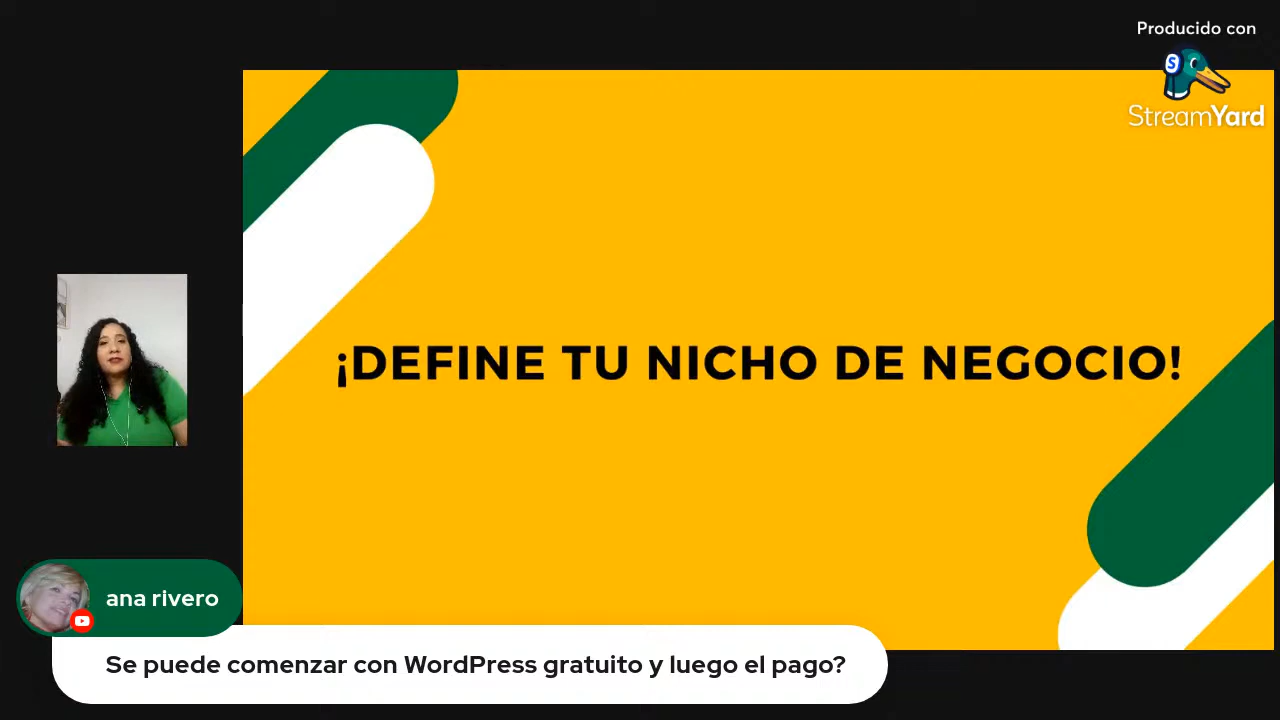 Producido con
StreamYard
¡DEFINE TU NICHO DE NEGOCIO!
ana rivero
Se puede comenzar con WordPress gratuito y luego el pago?